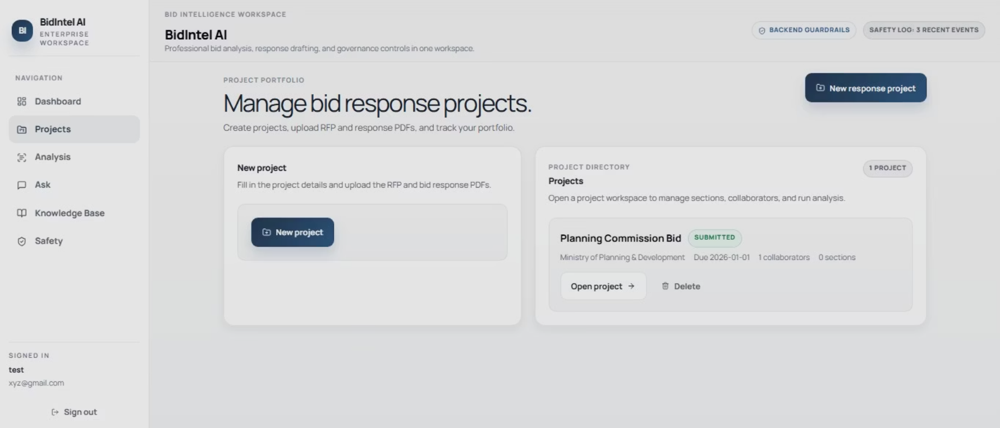 BI
BidIntel AI
ENTERPRISE
WORKSPACE
NAVIGATION
Dashboard
Projects
Analysis
Ask
Knowledge Base
Safety
SIGNED IN
test
xyz@gmail.com
Sign out
BID INTELLIGENCE WORKSPACE
BidIntel AI
Professional bid analysis, response drafting, and governance controls in one workspace.
BACKEND GUARDRAILS
SAFETY LOG: 3 RECENT EVENTS
PROJECT PORTFOLIO
Manage bid response projects.
Create projects, upload RFP and response PDFs, and track your portfolio.
New response project
New project
Fill in the project details and upload the RFP and bid response PDFs.
New project
PROJECT DIRECTORY
1 PROJECT
Projects
Open a project workspace to manage sections, collaborators, and run analysis.
Planning Commission Bid SUBMITTED
Ministry of Planning & Development Due 2026-01-01 1 collaborators 0 sections
Open project → Delete